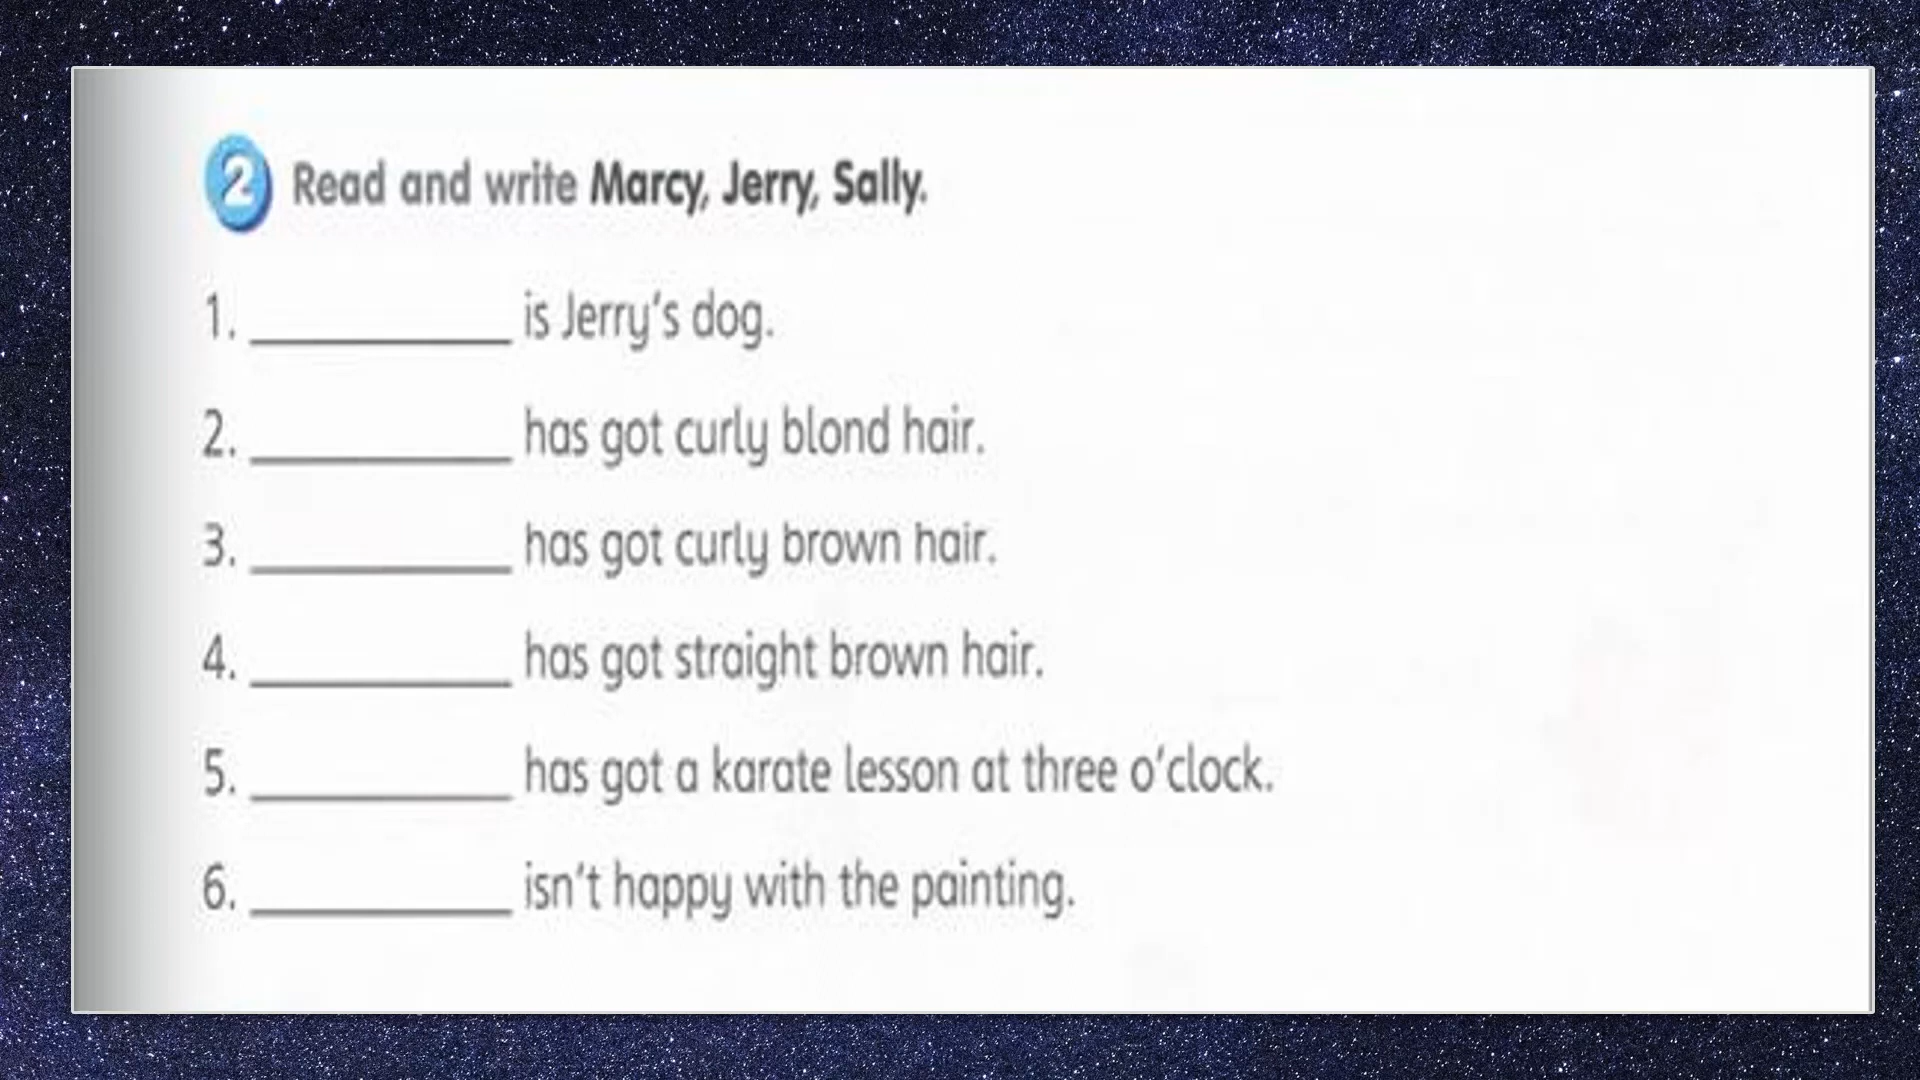 2 Read and write Marcy, Jerry, Sally.
1. __________ is Jerry's dog.
2. __________ has got curly blond hair.
3. __________ has got curly brown hair.
4. __________ has got straight brown hair.
5. __________ has got a karate lesson at three o'clock.
6. __________ isn't happy with the painting.